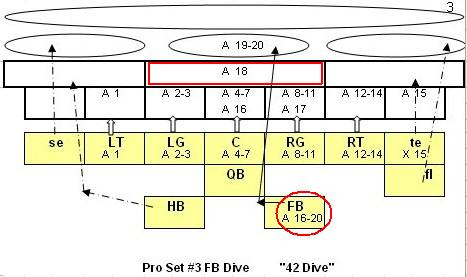 3
A 19-20
A 18
A 1 A 2-3 A 4-7 A 8-11 A 12-14 A 15
A 16 A 17
se LT LG C RG RT te
A 1 A 2-3 A 4-7 A 8-11 A 12-14 X 15
QB fl
HB FB
A 16-20
Pro Set #3 FB Dive "42 Dive"